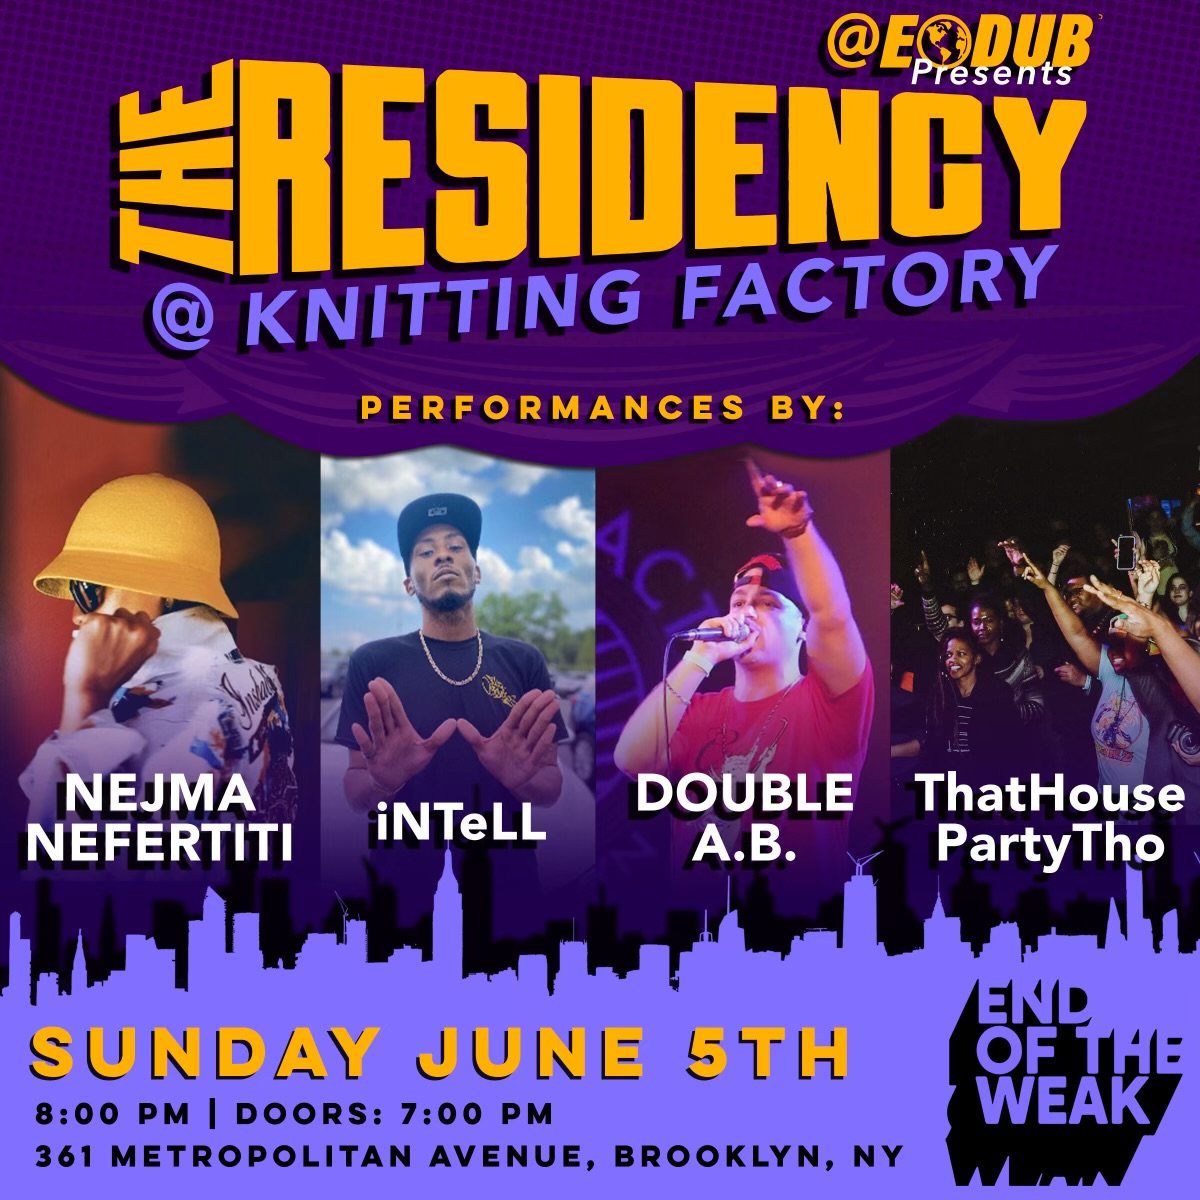 @EODUB
Presents
THE RESIDENCY
@ KNITTING FACTORY
PERFORMANCES BY:
NEJMA
NEFERTITI
iNTeLL
DOUBLE
A.B.
ThatHouse
PartyTho
SUNDAY JUNE 5TH
8:00 PM | DOORS: 7:00 PM
361 METROPOLITAN AVENUE, BROOKLYN, NY
END
OF THE
WEAK